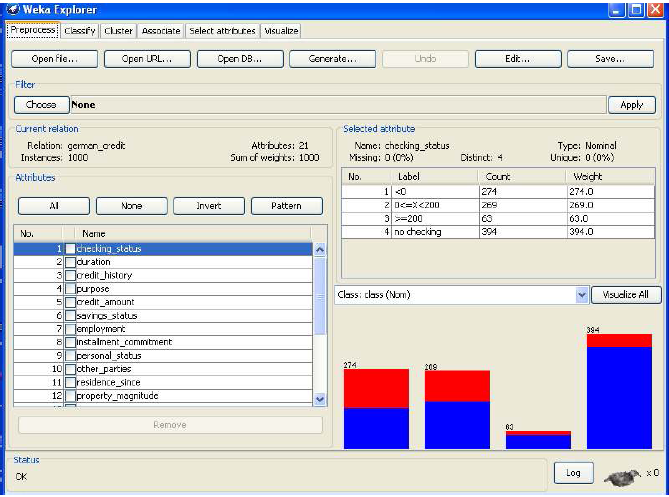 Weka Explorer
Preprocess Classify Cluster Associate Select attributes Visualize
Open file... Open URL... Open DB... Generate... Undo Edit... Save...
Filter
Choose None Apply
Current relation
Relation: german_credit Attributes: 21
Instances: 1000 Sum of weights: 1000
Attributes
All None Invert Pattern
No. Name
1 checking_status
2 duration
3 credit_history
4 purpose
5 credit_amount
6 savings_status
7 employment
8 installment_commitment
9 personal_status
10 other_parties
11 residence_since
12 property_magnitude
Remove
Selected attribute
Name: checking_status Type: Nominal
Missing: 0 (0%) Distinct: 4 Unique: 0 (0%)
No. Label Count Weight
1 <0 274 274.0
2 0<=X<200 269 269.0
3 >=200 63 63.0
4 no checking 394 394.0
Class: class (Nom) Visualize All
274 269 63 394
Status
OK Log x 0